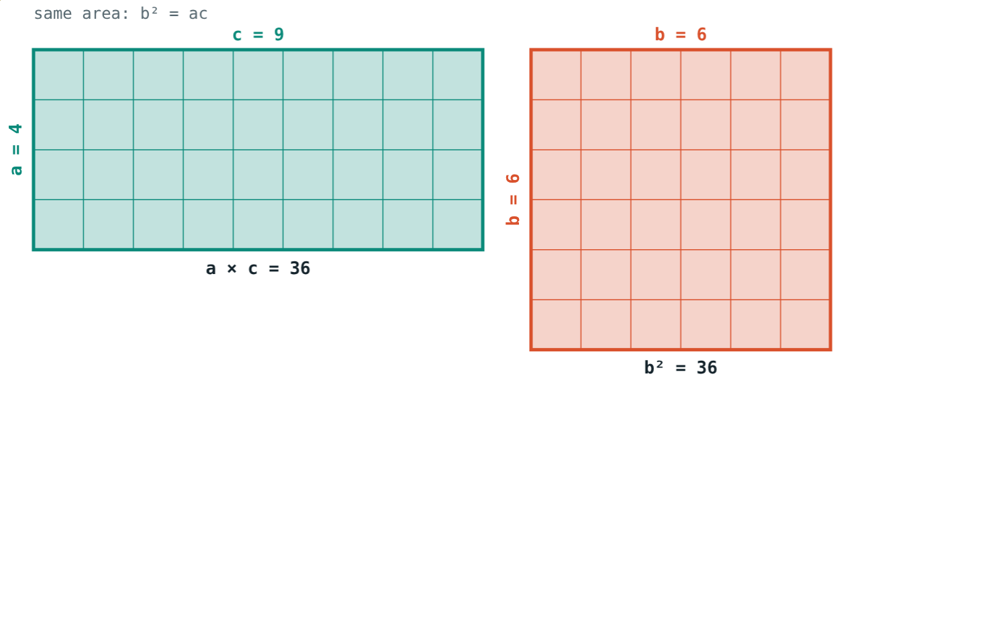 same area: b² = ac
c = 9
a = 4
a × c = 36
b = 6
b = 6
b² = 36